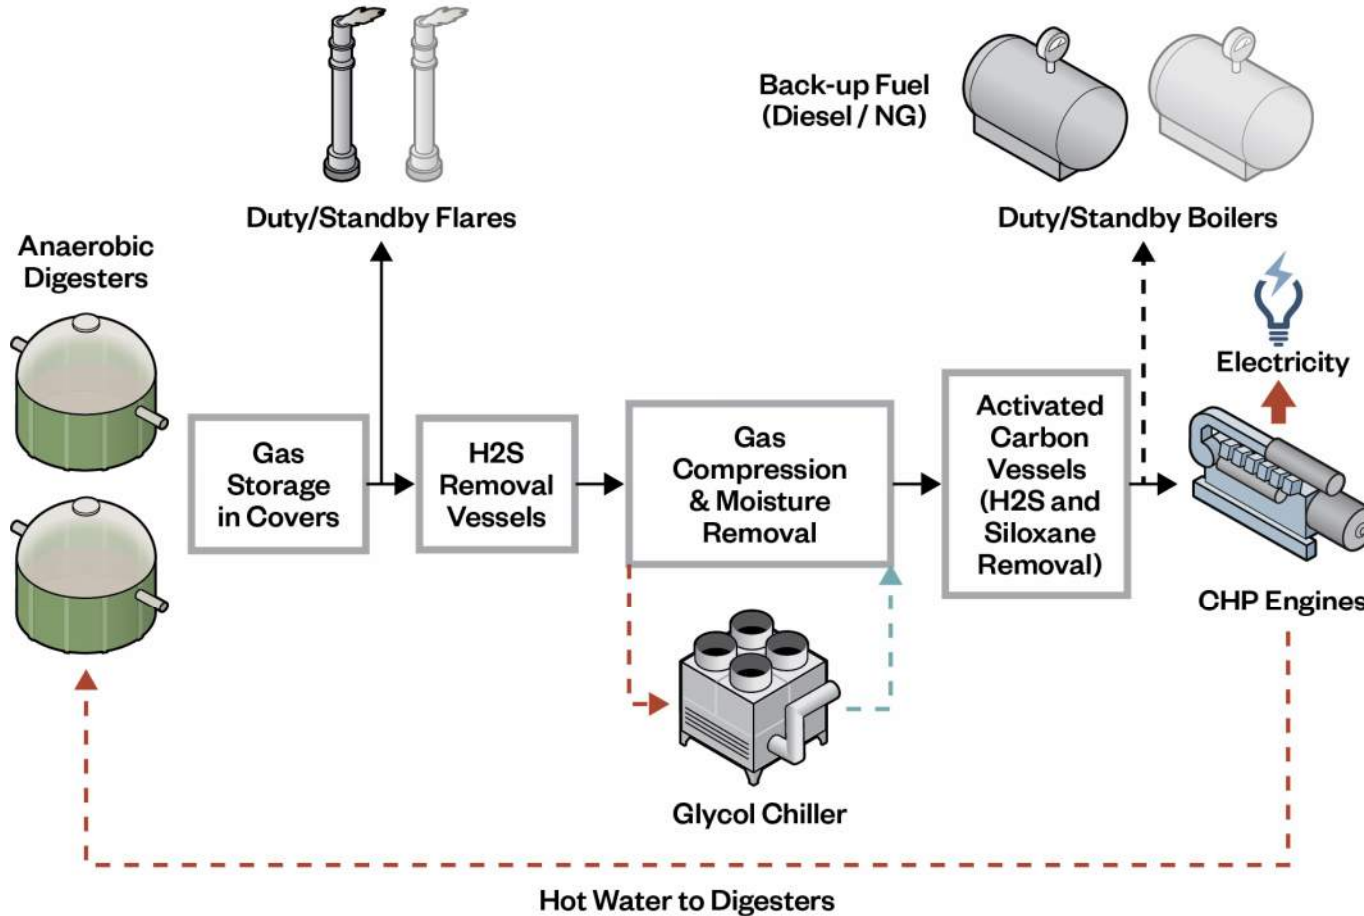 Back-up Fuel
(Diesel / NG)
Duty/Standby Flares
Duty/Standby Boilers
Anaerobic
Digesters
Electricity
Gas
Storage
in Covers
H2S
Removal
Vessels
Gas
Compression
& Moisture
Removal
Activated
Carbon
Vessels
(H2S and
Siloxane
Removal)
CHP Engines
Glycol Chiller
Hot Water to Digesters